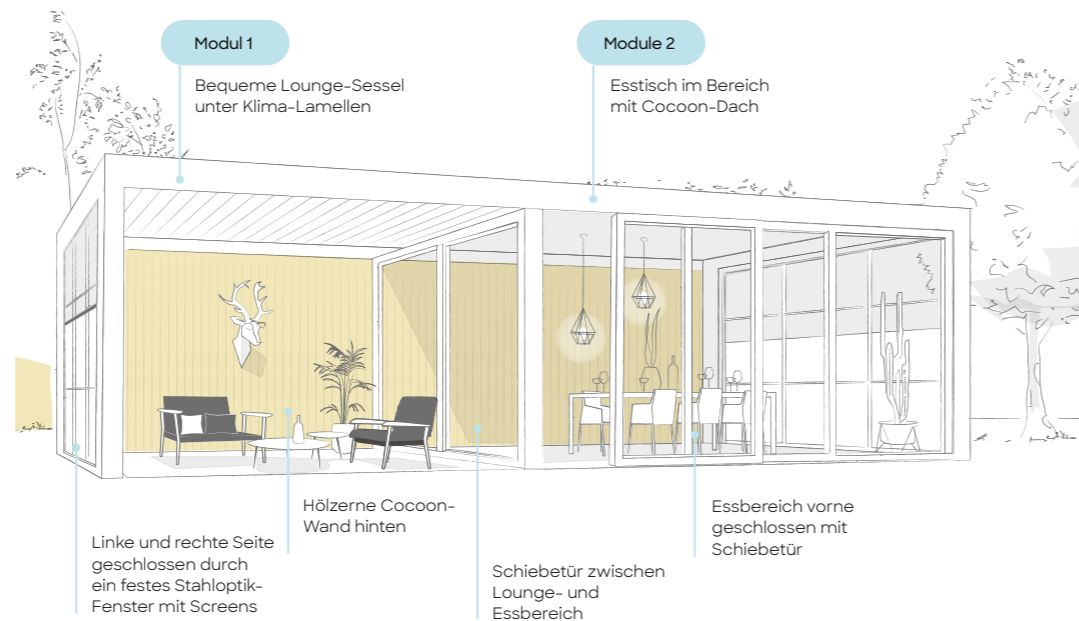 Modul 1
Bequeme Lounge-Sessel
unter Klima-Lamellen
Module 2
Esstisch im Bereich
mit Cocoon-Dach
Linke und rechte Seite
geschlossen durch
ein festes Stahloptik-
Fenster mit Screens
Hölzerne Cocoon-
Wand hinten
Schiebetür zwischen
Lounge- und
Essbereich
Essbereich vorne
geschlossen mit
Schiebetür